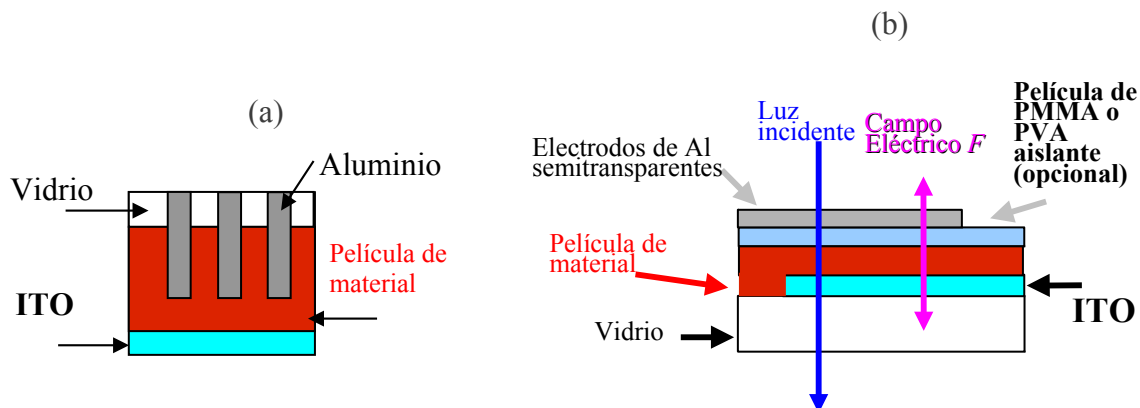 (a)
Vidrio
Aluminio
Película de
material
ITO
(b)
Luz
incidente
Campo
Eléctrico F
Película de
PMMA o
PVA
aislante
(opcional)
Electrodos de Al
semitransparentes
Película de
material
Vidrio
ITO